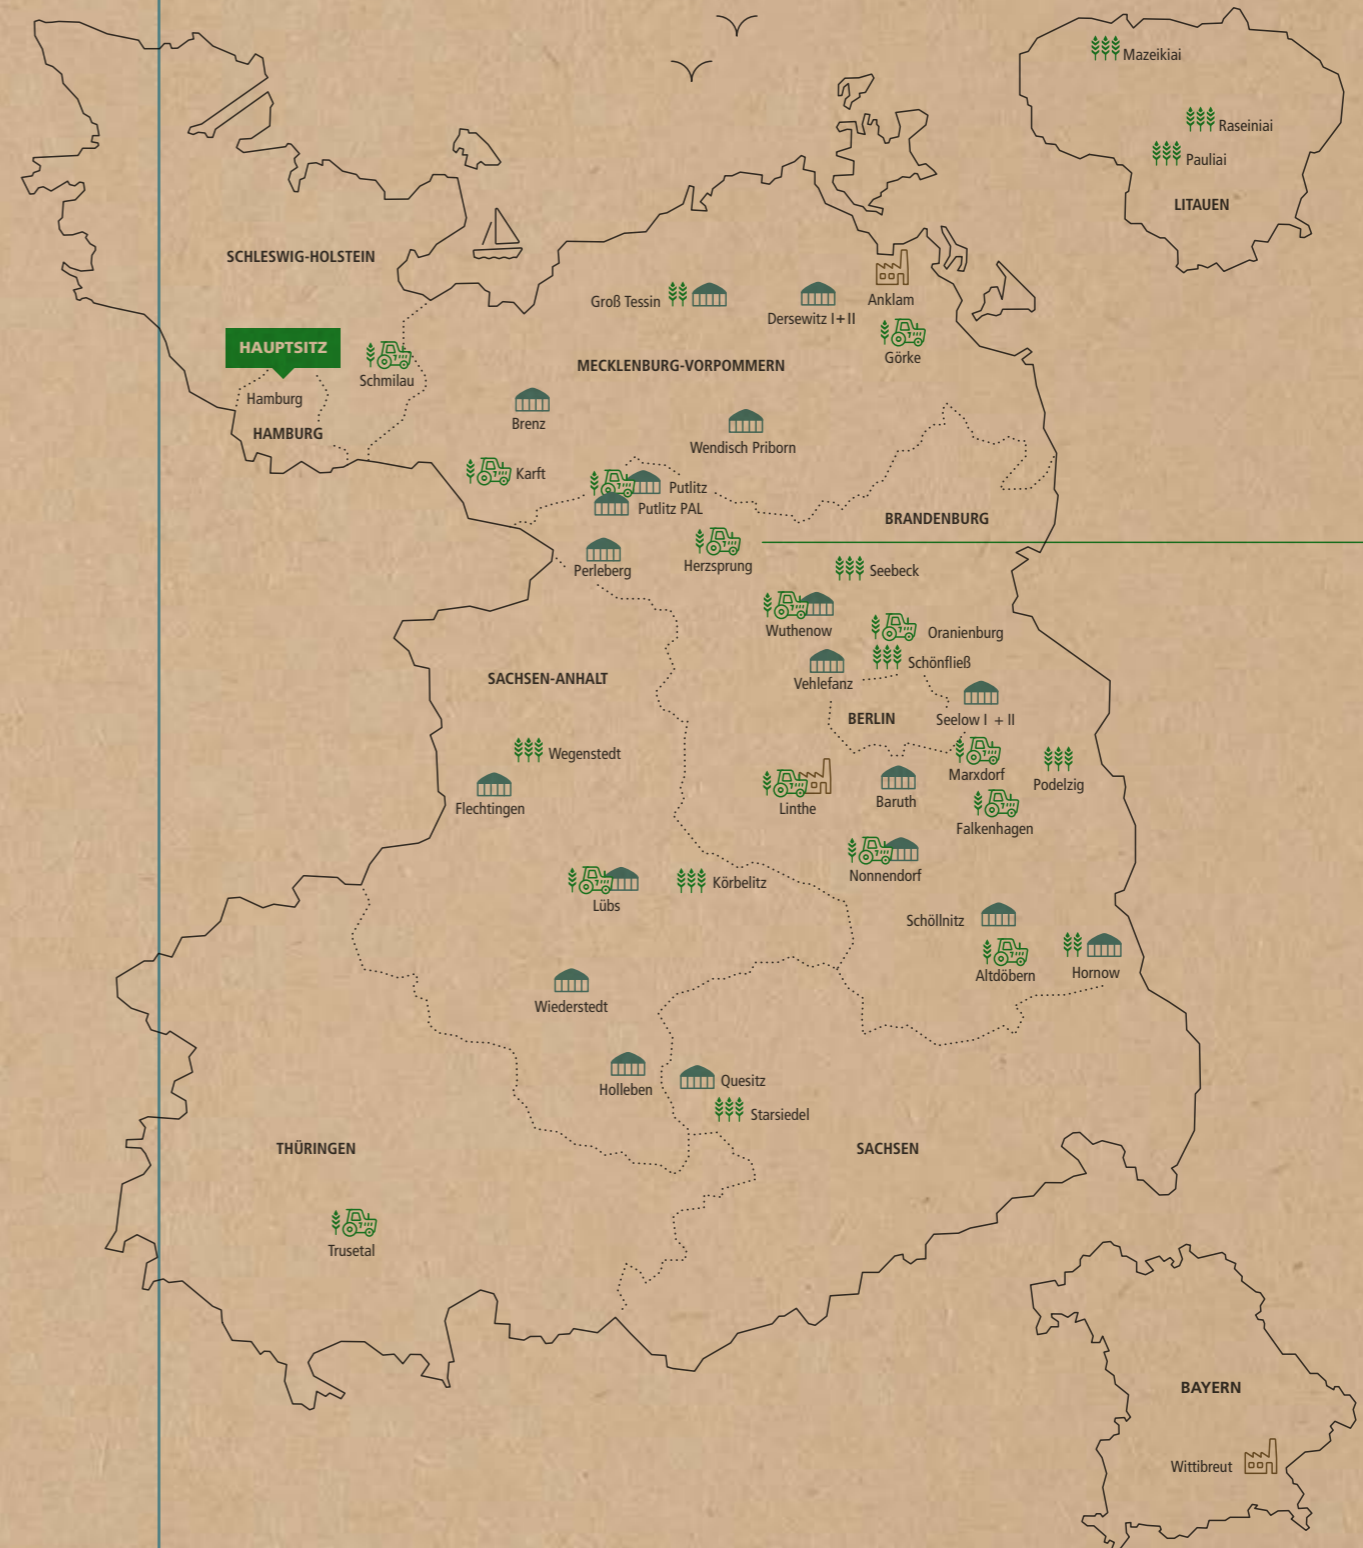 Mazeikiai
Raseiniai
Pauliai
LITAUEN
SCHLESWIG-HOLSTEIN
Groß Tessin
Dersewitz I+II
Anklam
HAUPTSITZ
Görke
Schmilau
MECKLENBURG-VORPOMMERN
Hamburg
HAMBURG
Brenz
Wendisch Priborn
Karft
Putlitz
Putlitz PAL
BRANDENBURG
Perleberg
Herzsprung
Seebeck
Wuthenow
Oranienburg
Schönfließ
SACHSEN-ANHALT
Vehlefanz
BERLIN
Seelow I + II
Wegenstedt
Marxdorf
Podelzig
Flechtingen
Linthe
Baruth
Falkenhagen
Nonnendorf
Körbelitz
Lübs
Schöllnitz
Altdöbern
Hornow
Wiederstedt
Holleben
Quesitz
Starsiedel
THÜRINGEN
SACHSEN
Trusetal
BAYERN
Wittibreut